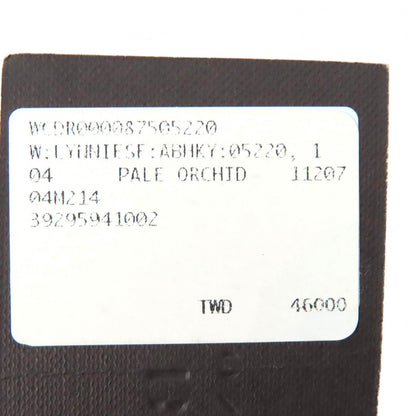 WCDR000087505220
W:LYNNIESE:ABHKY:05220, 1
04 PALE ORCHID 11207
04M214
39295941002
TWD 46000